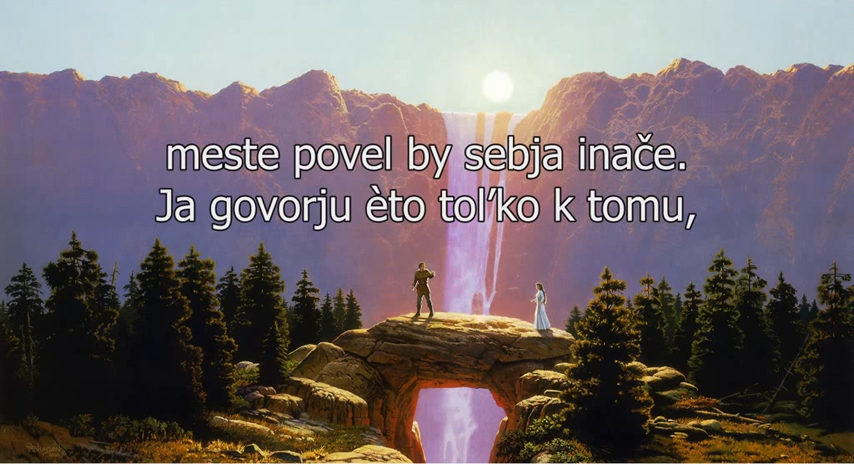 meste povel by sebja inače.
Ja govorju èto tol’ko k tomu,